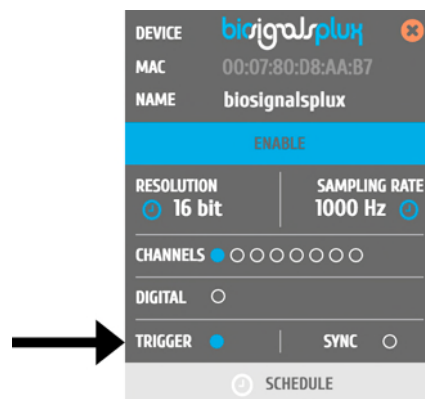 DEVICE biosignalsplux
MAC 00:07:80:D8:AA:B7
NAME biosignalsplux
ENABLE
RESOLUTION SAMPLING RATE
16 bit 1000 Hz
CHANNELS
DIGITAL
TRIGGER SYNC
SCHEDULE